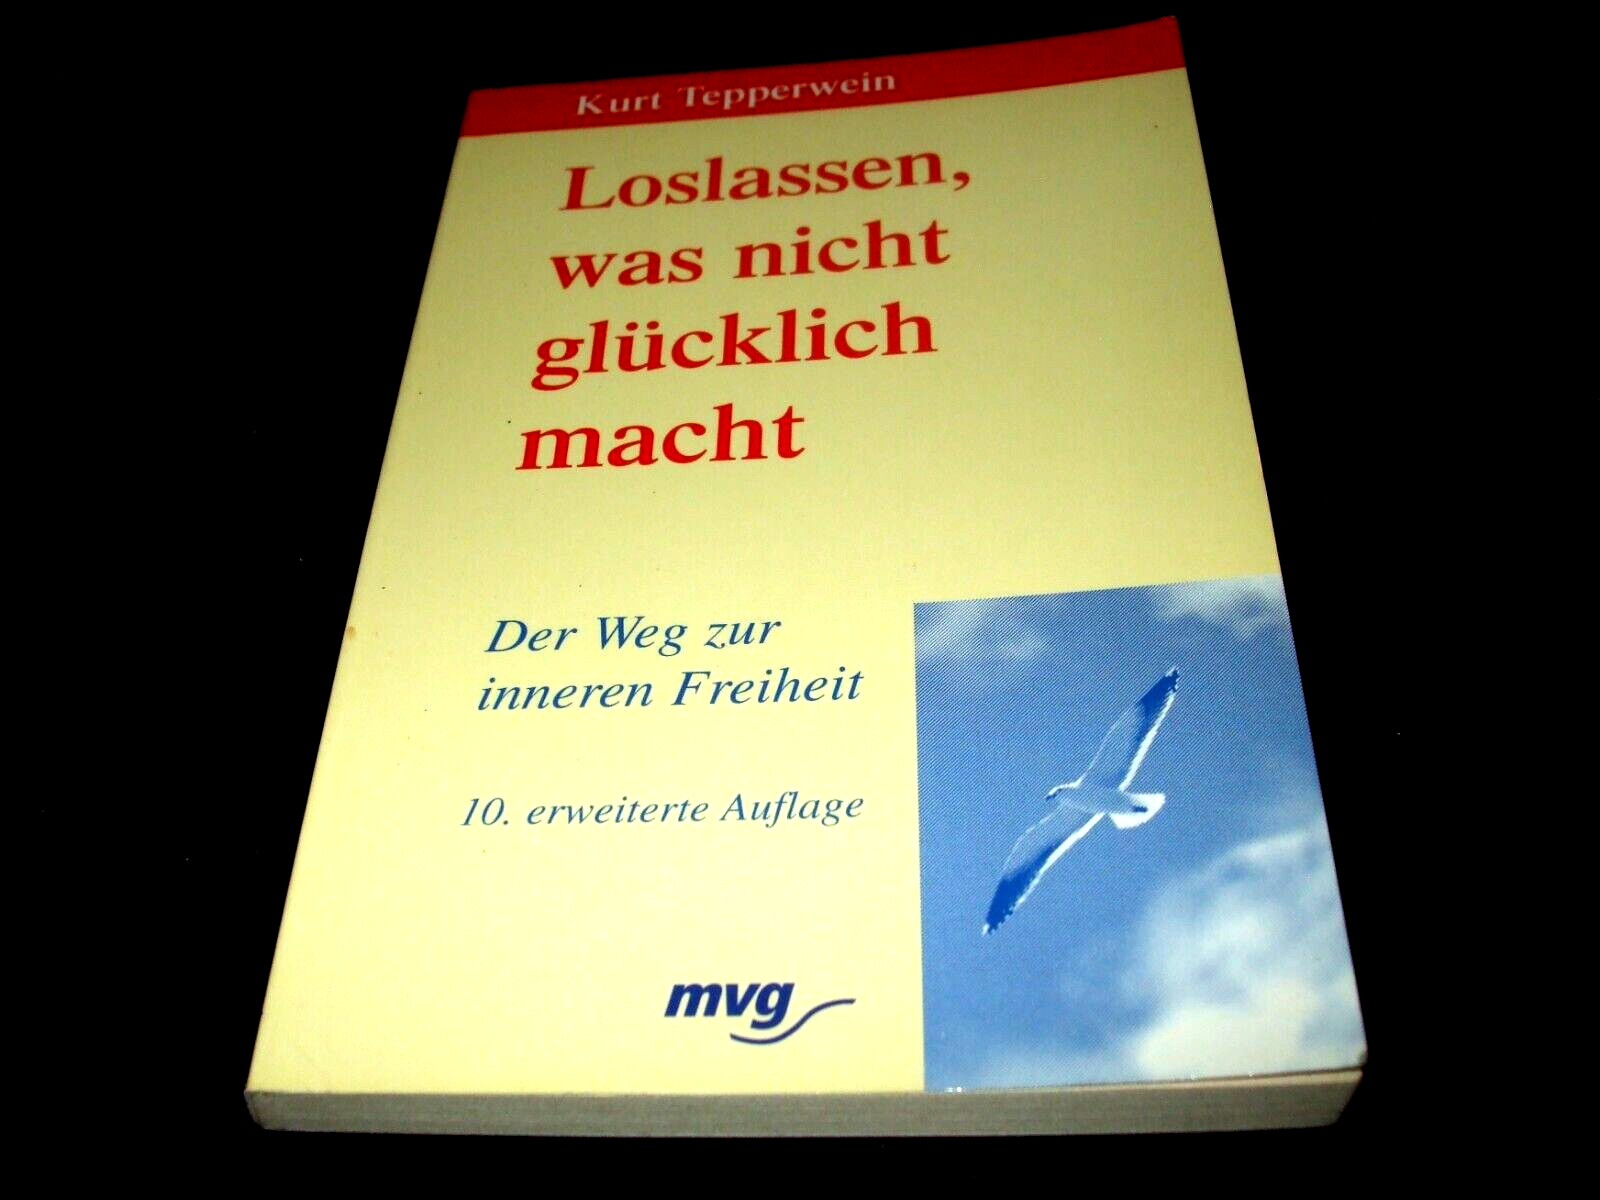 Kurt Tepperwein
Loslassen,
was nicht
glücklich
macht
Der Weg zur
inneren Freiheit
10. erweiterte Auflage
mvg